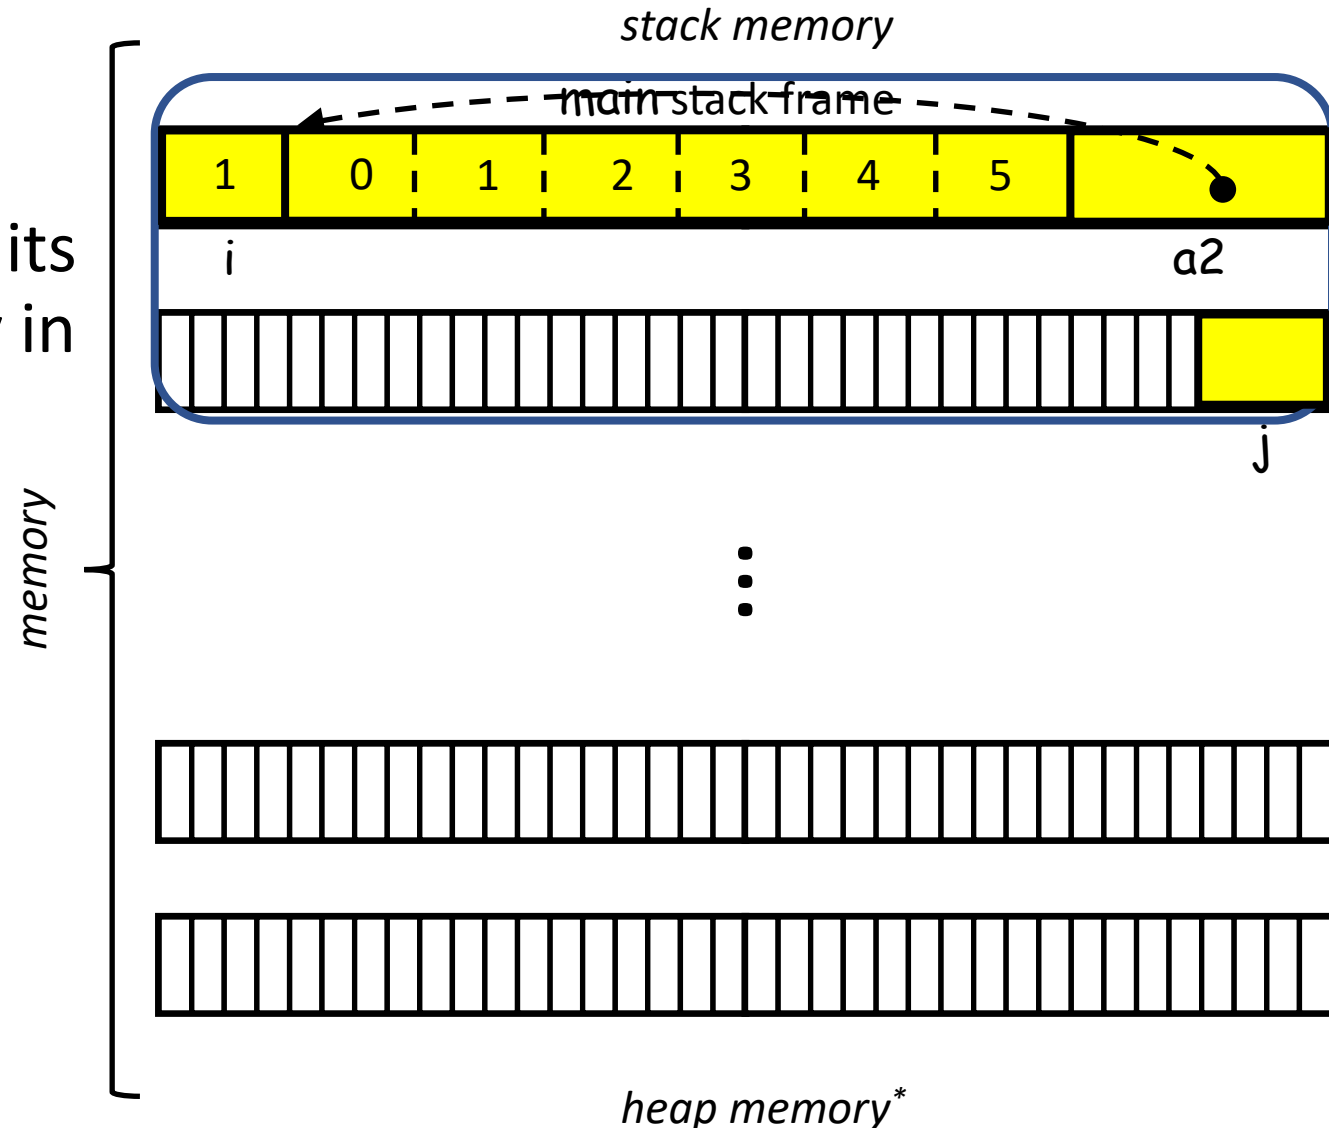 stack memory
main stack frame
1 0 1 2 3 4 5
its
i a2
in
j
memory
heap memory*